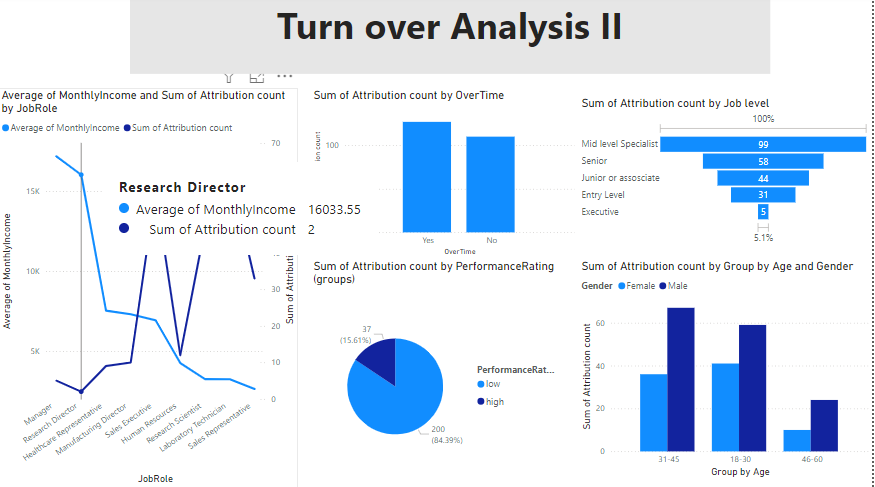 Turn over Analysis II
Average of MonthlyIncome and Sum of Attribution count
by JobRole
Average of MonthlyIncome Sum of Attribution count
70
15K
10K
5K
30
20
10
0
Average of MonthlyIncome
Sum of Attributi
Research Director
Average of MonthlyIncome 16033.55
Sum of Attribution count 2
Manager
Research Director
Healthcare Representative
Manufacturing Director
Sales Executive
Human Resources
Research Scientist
Laboratory Technician
Sales Representative
JobRole
Sum of Attribution count by OverTime
ion count
100
Yes No
OverTime
Sum of Attribution count by Job level
100%
Mid level Specialist 99
Senior 58
Junior or assosciate 44
Entry Level 31
Executive 5
5.1%
Sum of Attribution count by PerformanceRating
(groups)
37
(15.61%)
200
(84.39%)
PerformanceRat...
low
high
Sum of Attribution count by Group by Age and Gender
Gender Female Male
Sum of Attribution count
60
40
20
0
31-45 18-30 46-60
Group by Age